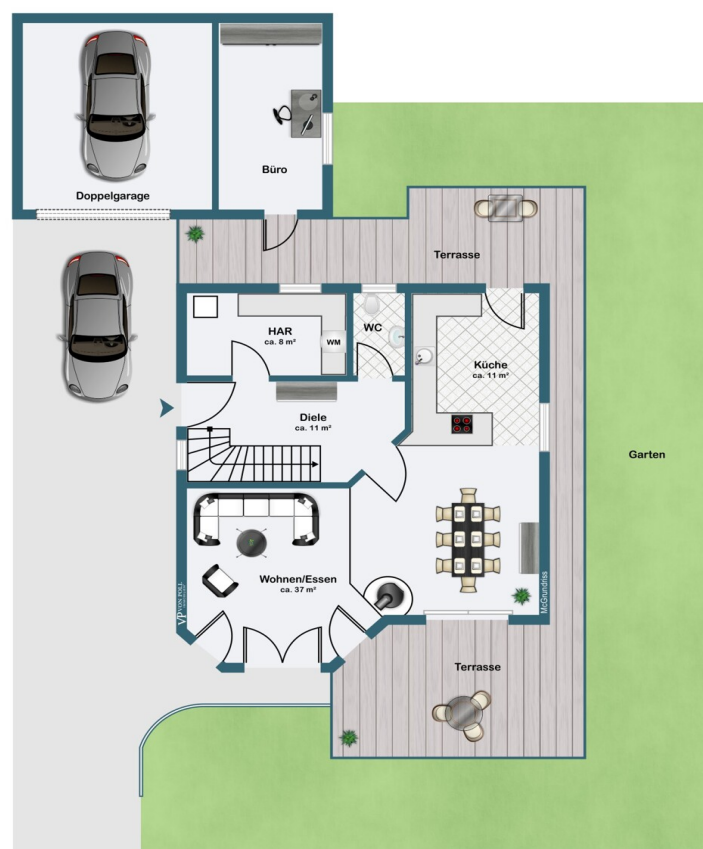 Doppelgarage
Büro
Terrasse
HAR
ca. 8 m²
WM
WC
Küche
ca. 11 m²
Diele
ca. 11 m²
Garten
Wohnen/Essen
ca. 37 m²
VP VON POLL
McGrundriss
Terrasse